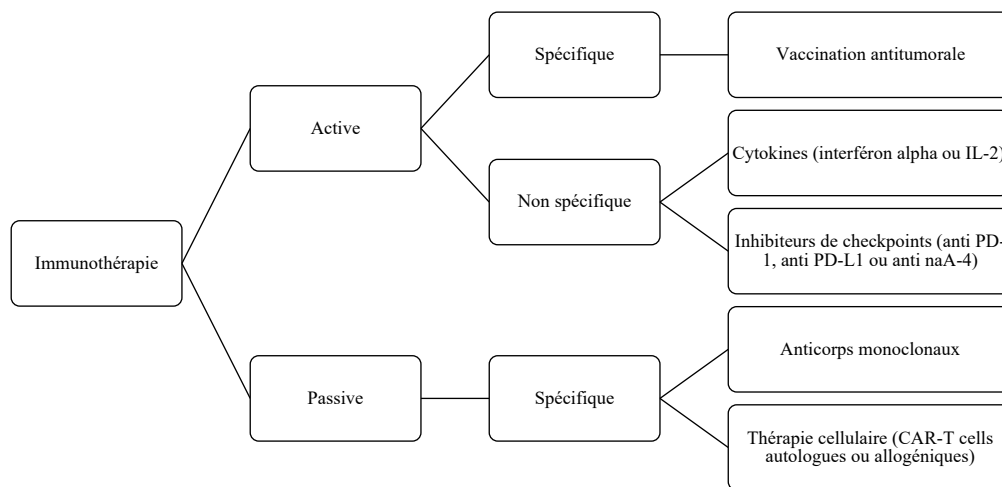 Spécifique
Vaccination antitumorale
Active
Cytokines (interféron alpha ou IL-2)
Non spécifique
Inhibiteurs de checkpoints (anti PD-
1, anti PD-L1 ou anti naA-4)
Immunothérapie
Anticorps monoclonaux
Passive
Spécifique
Thérapie cellulaire (CAR-T cells
autologues ou allogéniques)